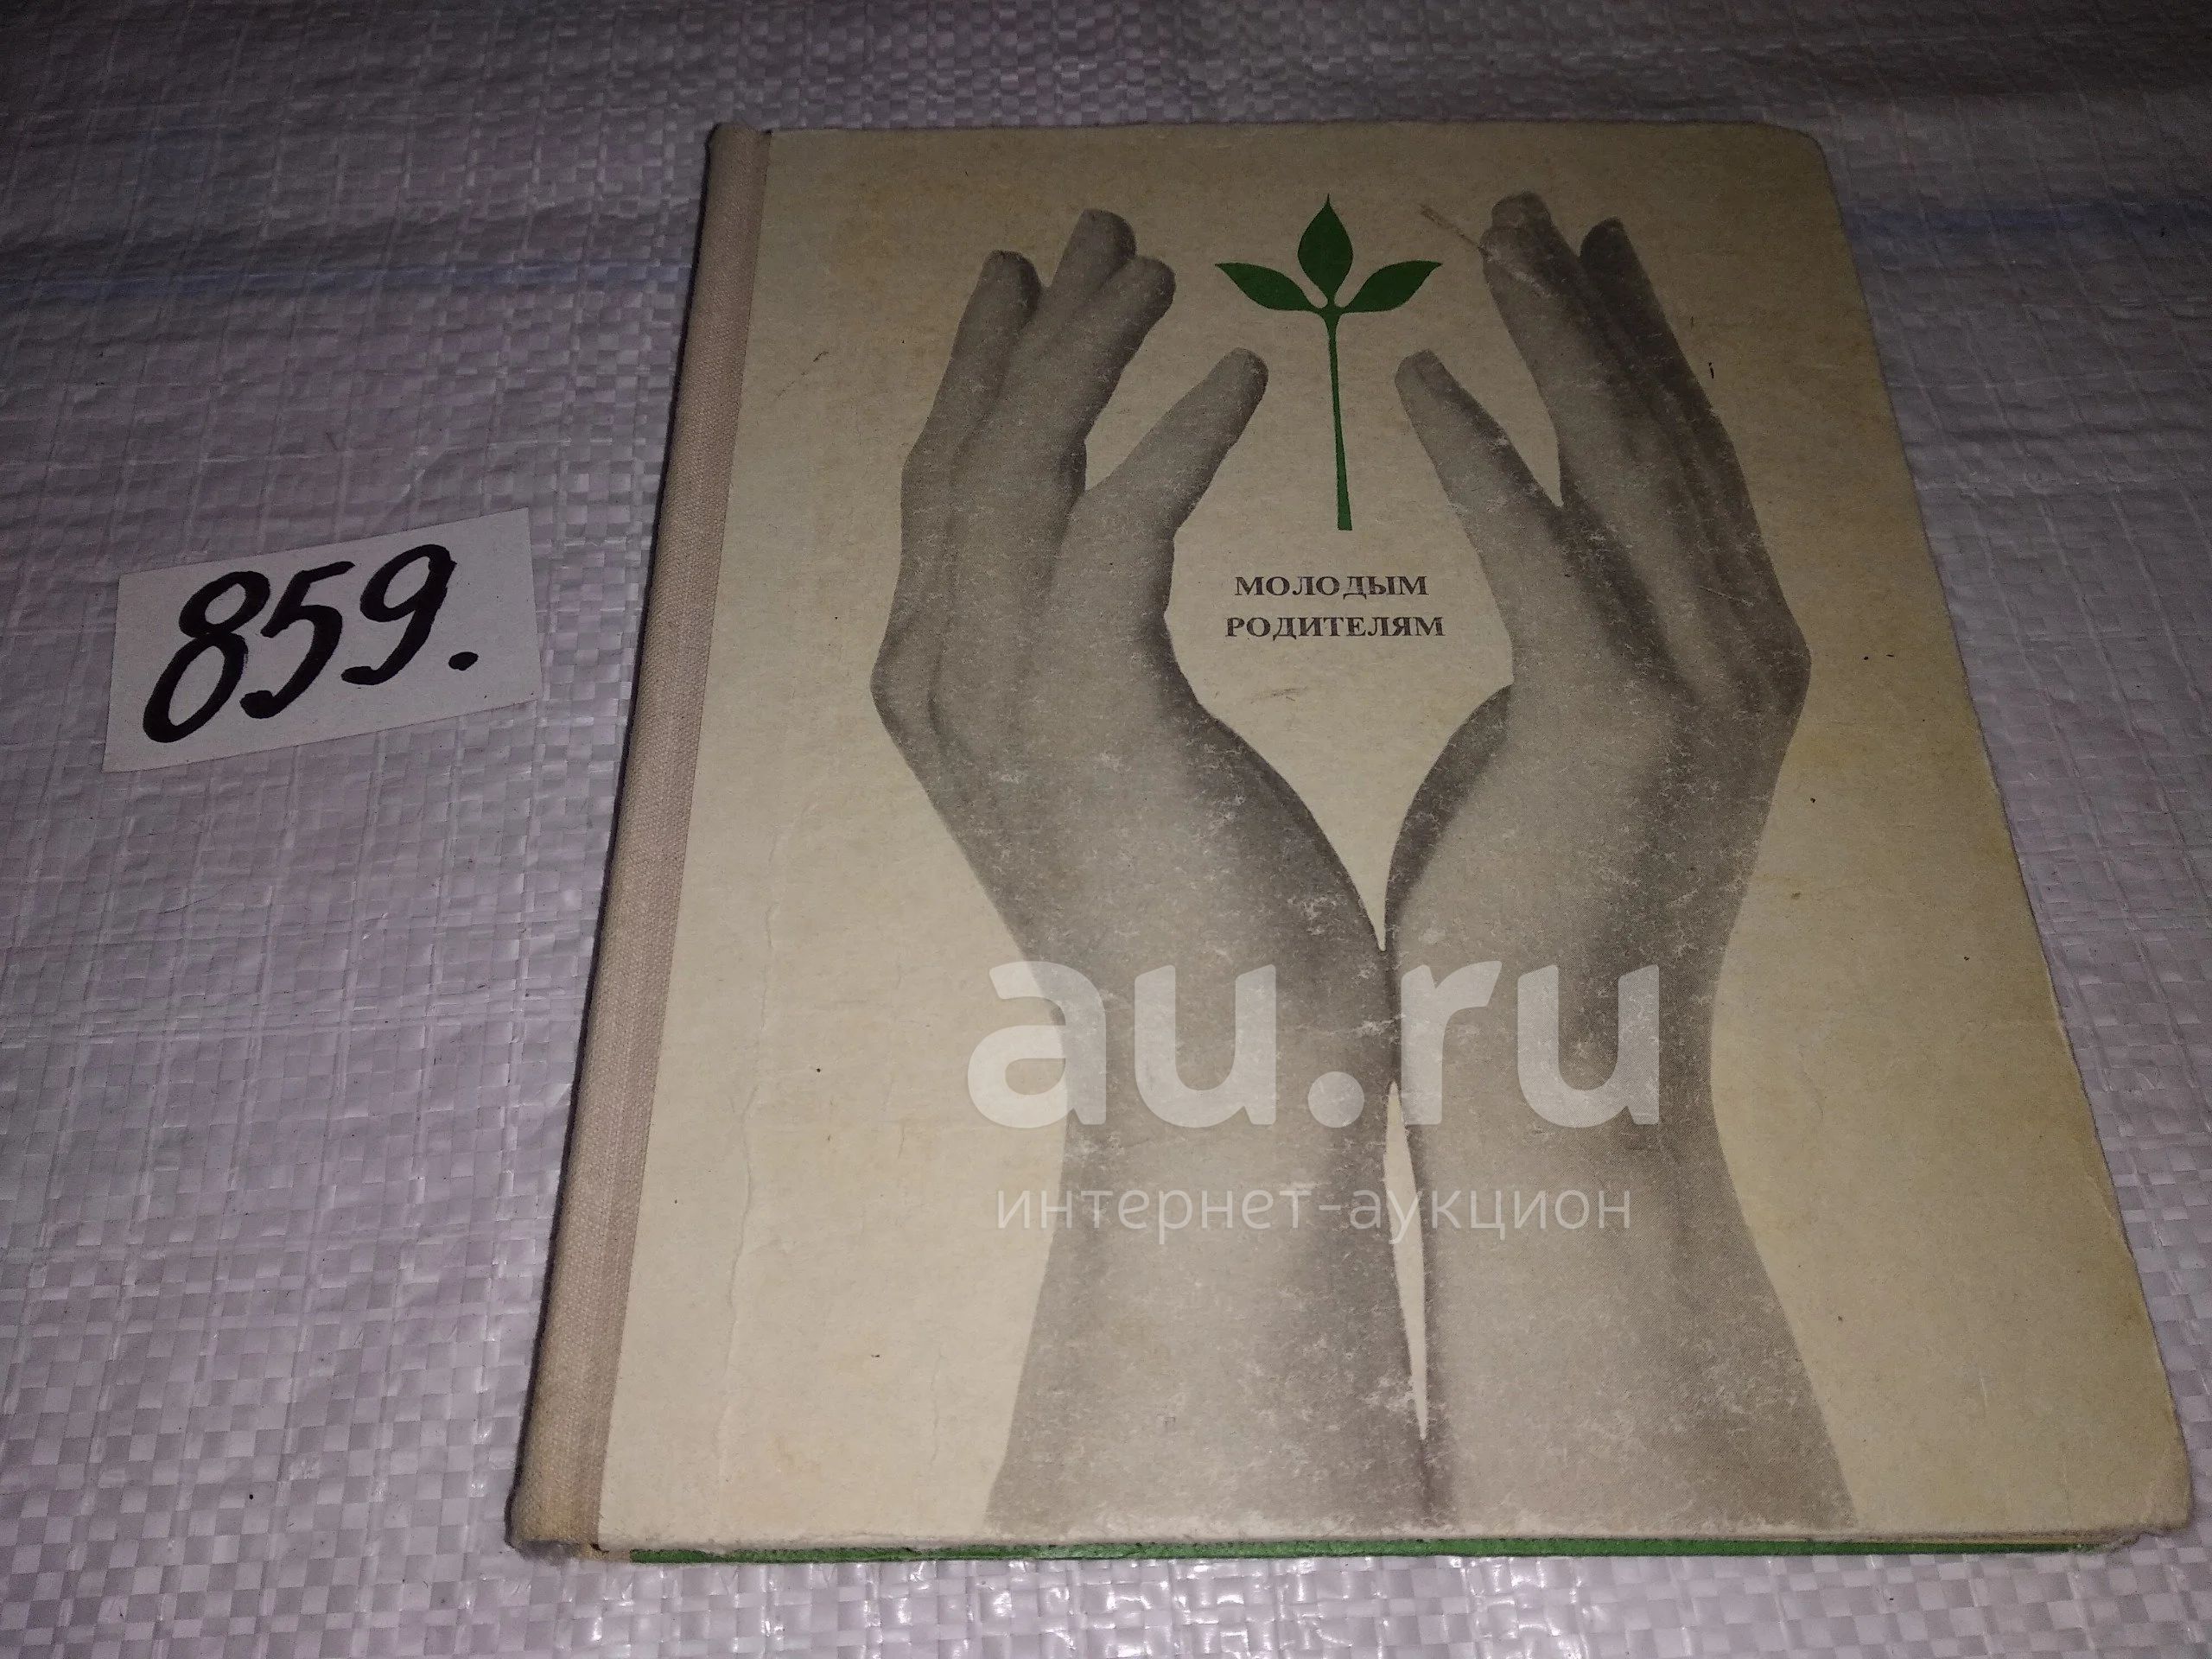 859.
МОЛОДЫМ
РОДИТЕЛЯМ
au.ru
интернет-аукцион